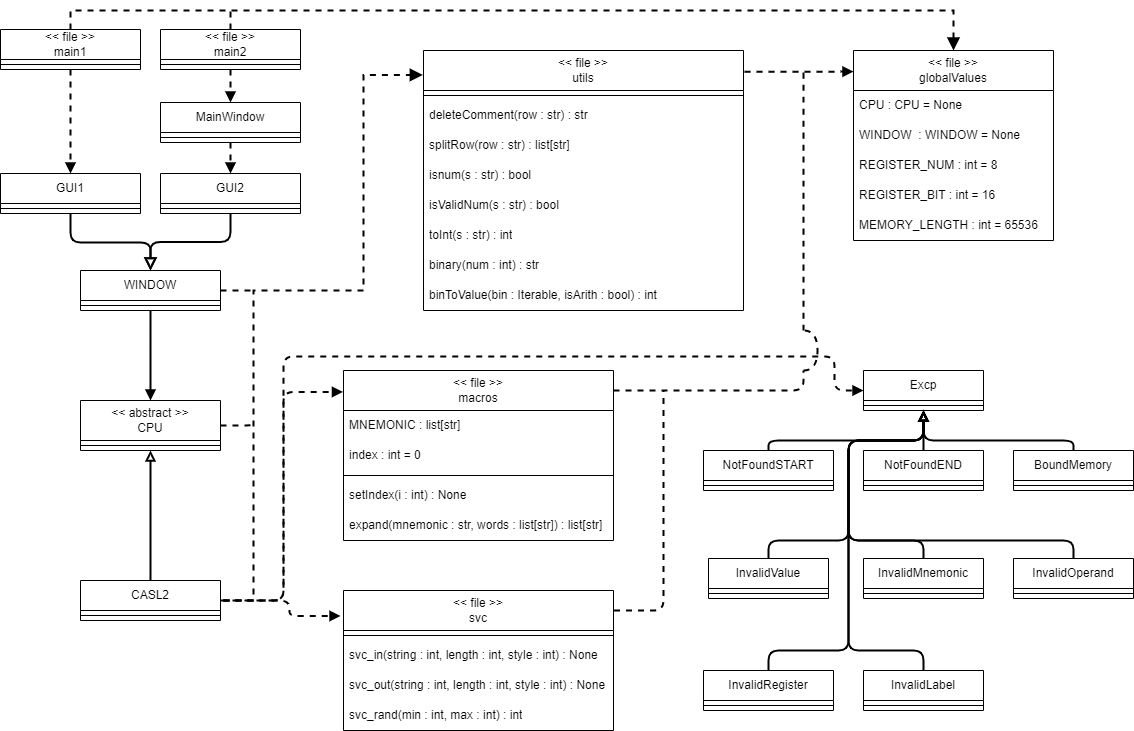 << file >>
main1
<< file >>
main2
MainWindow
GUI1
GUI2
WINDOW
<< abstract >>
CPU
CASL2
<< file >>
utils
deleteComment(row : str) : str
splitRow(row : str) : list[str]
isnum(s : str) : bool
isValidNum(s : str) : bool
toInt(s : str) : int
binary(num : int) : str
binToValue(bin : Iterable, isArith : bool) : int
<< file >>
globalValues
CPU : CPU = None
WINDOW  : WINDOW = None
REGISTER_NUM : int = 8
REGISTER_BIT : int = 16
MEMORY_LENGTH : int = 65536
<< file >>
macros
MNEMONIC : list[str]
index : int = 0
setIndex(i : int) : None
expand(mnemonic : str, words : list[str]) : list[str]
<< file >>
svc
svc_in(string : int, length : int, style : int) : None
svc_out(string : int, length : int, style : int) : None
svc_rand(min : int, max : int) : int
Excp
NotFoundSTART
NotFoundEND
BoundMemory
InvalidValue
InvalidMnemonic
InvalidOperand
InvalidRegister
InvalidLabel